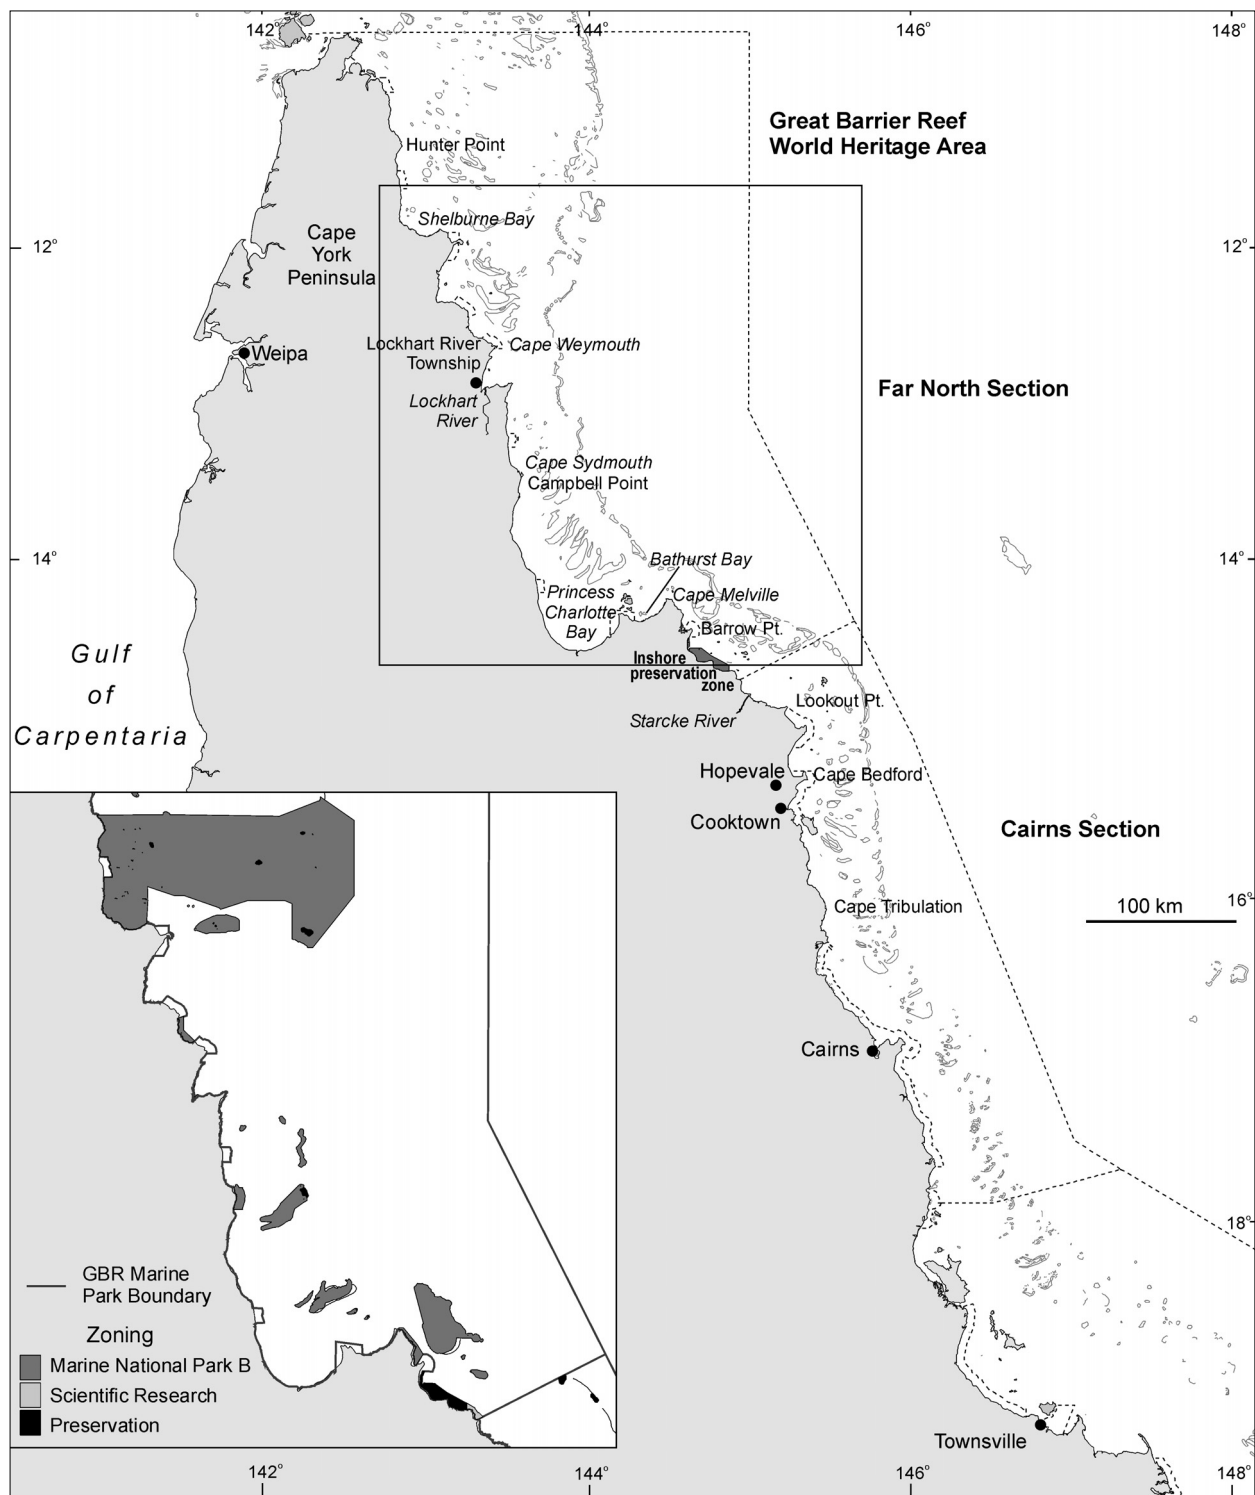 142°
144°
146°
148°
Great Barrier Reef
World Heritage Area
Hunter Point
Shelburne Bay
12°
12°
Cape
York
Peninsula
Lockhart River
Township
Cape Weymouth
Weipa
Far North Section
Lockhart
River
Cape Sydmouth
Campbell Point
14°
14°
Bathurst Bay
Princess
Charlotte
Bay
Cape Melville
Barrow Pt.
Gulf
of
Carpentaria
Inshore
preservation
zone
Lookout Pt.
Starcke River
Hopevale
Cape Bedford
Cooktown
Cairns Section
16°
100 km
Cape Tribulation
Cairns
18°
GBR Marine
Park Boundary
Zoning
Marine National Park B
Scientific Research
Preservation
Townsville
142°
144°
146°
148°